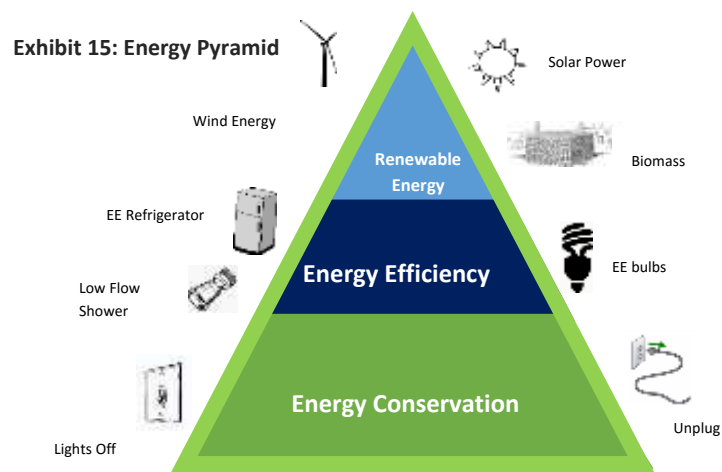 Exhibit 15: Energy Pyramid
Solar Power
Wind Energy
Renewable
Energy
Biomass
EE Refrigerator
Energy Efficiency
EE bulbs
Low Flow
Shower
Energy Conservation
Unplug
Lights Off